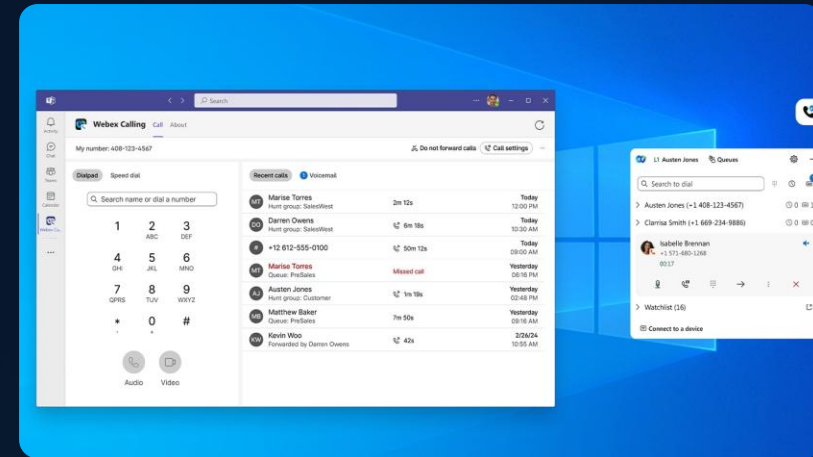 Search
Activity
Webex Calling Call About
Chat
My number: 408-123-4567 Do not forward calls Call settings
Teams
Dialpad Speed dial Recent calls 1 Voicemail
Calendar
Search name or dial a number
Webex Ca...
1 2 3
ABC DEF
4 5 6
GHI JKL MNO
7 8 9
QPRS TUV WXYZ
* 0 #
+
Audio Video
MT Marise Torres 2m 12s Today
Hunt group: SalesWest 12:00 PM
DO Darren Owens 6m 18s Today
Hunt group: SalesWest 10:30 AM
# +12 612-555-0100 50m 12s Today
09:00 AM
MT Marise Torres Missed call Yesterday
Queue: PreSales 08:16 PM
AJ Austen Jones 1m 19s Yesterday
Hunt group: Customer 02:48 PM
MB Matthew Baker 7m 50s Yesterday
Queue: PreSales 09:16 AM
KW Kevin Woo 42s 2/26/24
Forwarded by Darren Owens 10:55 AM
L1 Austen Jones Queues
Search to dial
Austen Jones (+1 408-123-4567) 0
Clarrisa Smith (+1 669-234-9886) 0
Isabelle Brennan
+1 571-480-1268
00:17
Watchlist (16)
Connect to a device